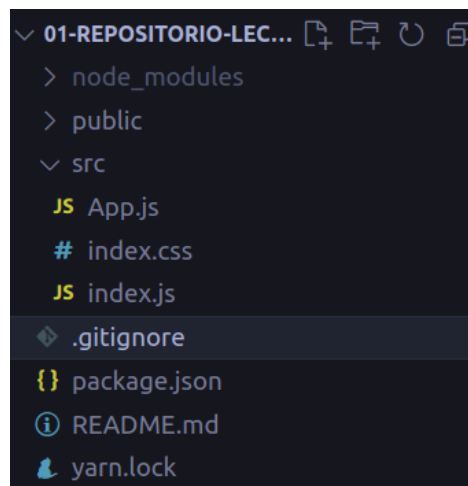 01-REPOSITORIO-LEC...
node_modules
public
src
JS App.js
# index.css
JS index.js
.gitignore
{} package.json
README.md
yarn.lock